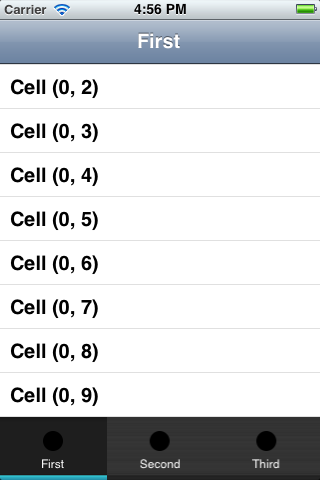 Carrier 4:56 PM
First
Cell (0, 2)
Cell (0, 3)
Cell (0, 4)
Cell (0, 5)
Cell (0, 6)
Cell (0, 7)
Cell (0, 8)
Cell (0, 9)
First Second Third